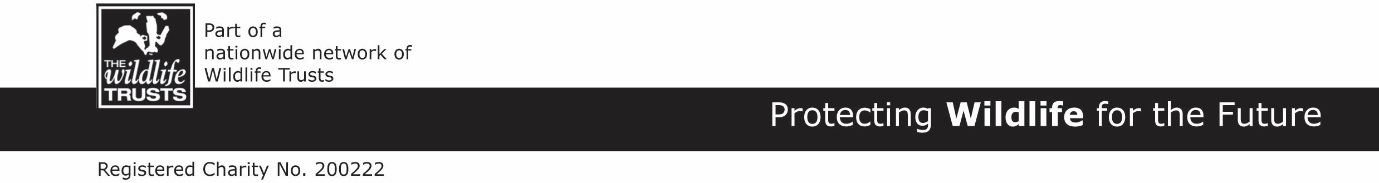 Part of a
nationwide network of
Wildlife Trusts
THE
wildlife
TRUSTS
Protecting Wildlife for the Future
Registered Charity No. 200222